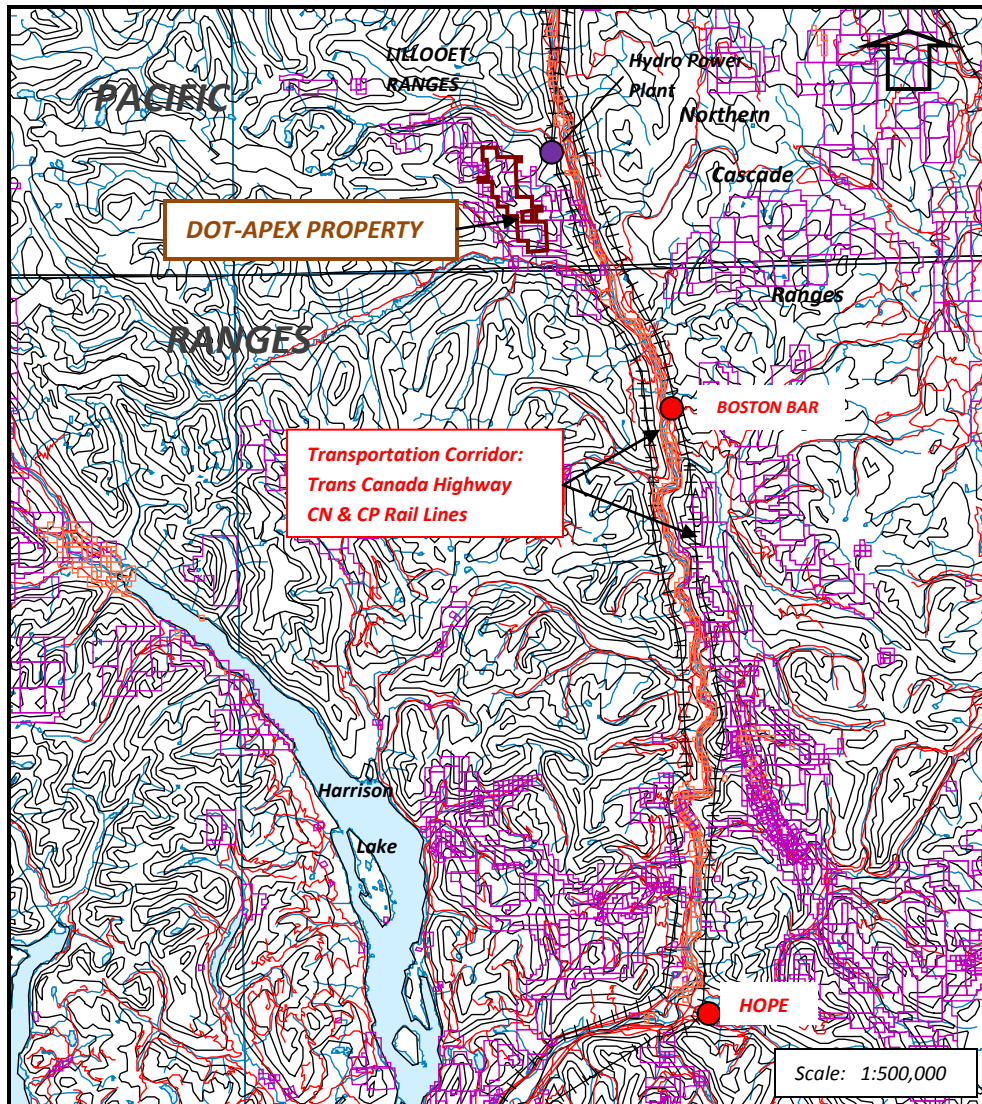 LILLOOET
RANGES
PACIFIC
Hydro Power
Plant
Northern
Cascade
DOT-APEX PROPERTY
Ranges
RANGES
BOSTON BAR
Transportation Corridor:
Trans Canada Highway
CN & CP Rail Lines
Harrison
Lake
HOPE
Scale: 1:500,000